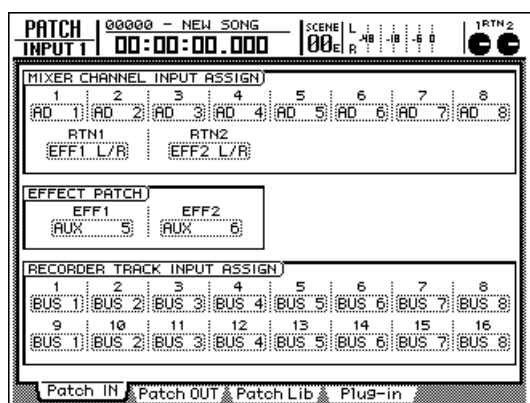 PATCH 00000 - NEW SONG SCENE L -48 -18 -6 0 1RTN2
INPUT 1 00:00:00.000 00E R
MIXER CHANNEL INPUT ASSIGN
1 2 3 4 5 6 7 8
AD 1 AD 2 AD 3 AD 4 AD 5 AD 6 AD 7 AD 8
RTN1 RTN2
EFF1 L/R EFF2 L/R
EFFECT PATCH
EFF1 EFF2
AUX 5 AUX 6
RECORDER TRACK INPUT ASSIGN
1 2 3 4 5 6 7 8
BUS 1 BUS 2 BUS 3 BUS 4 BUS 5 BUS 6 BUS 7 BUS 8
9 10 11 12 13 14 15 16
BUS 1 BUS 2 BUS 3 BUS 4 BUS 5 BUS 6 BUS 7 BUS 8
Patch IN Patch OUT Patch Lib Plug-in